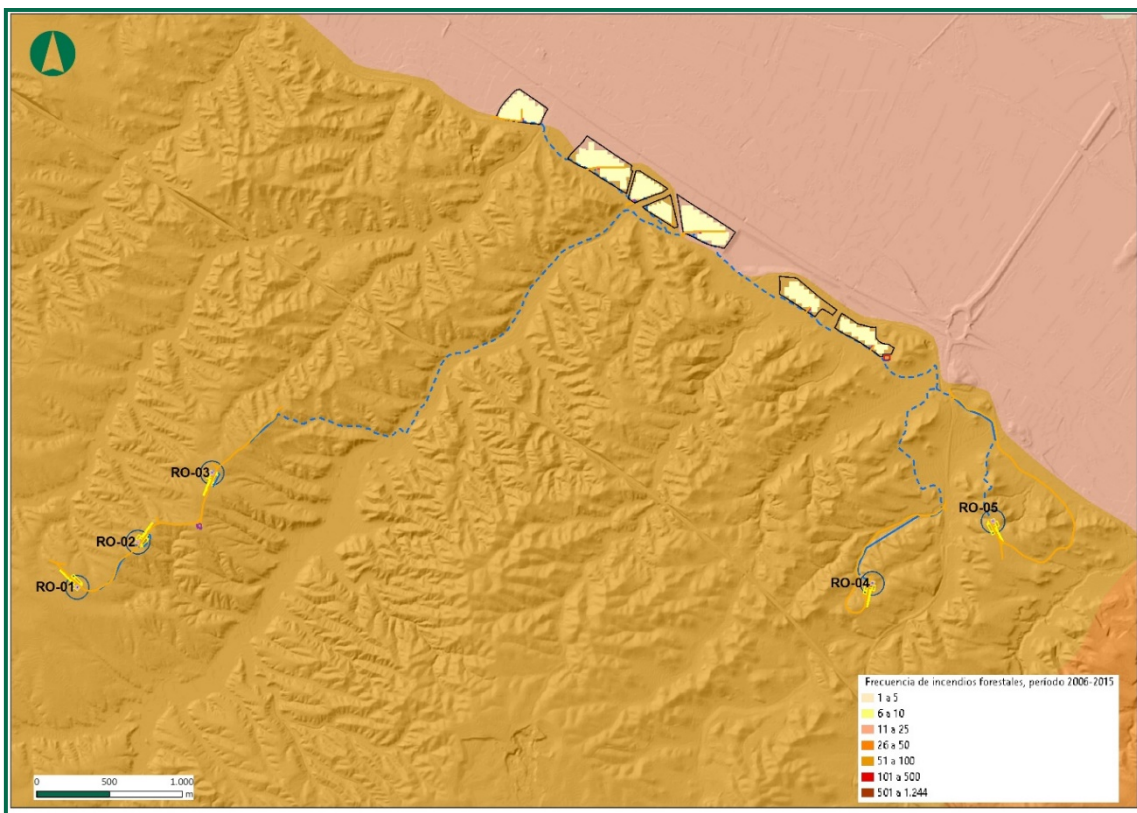 RO-03
RO-05
RO-02
RO-01
RO-04
Frecuencia de incendios forestales, período 2006-2015
1 a 5
6 a 10
11 a 25
26 a 50
51 a 100
101 a 500
501 a 1.244
0 500 1.000
m